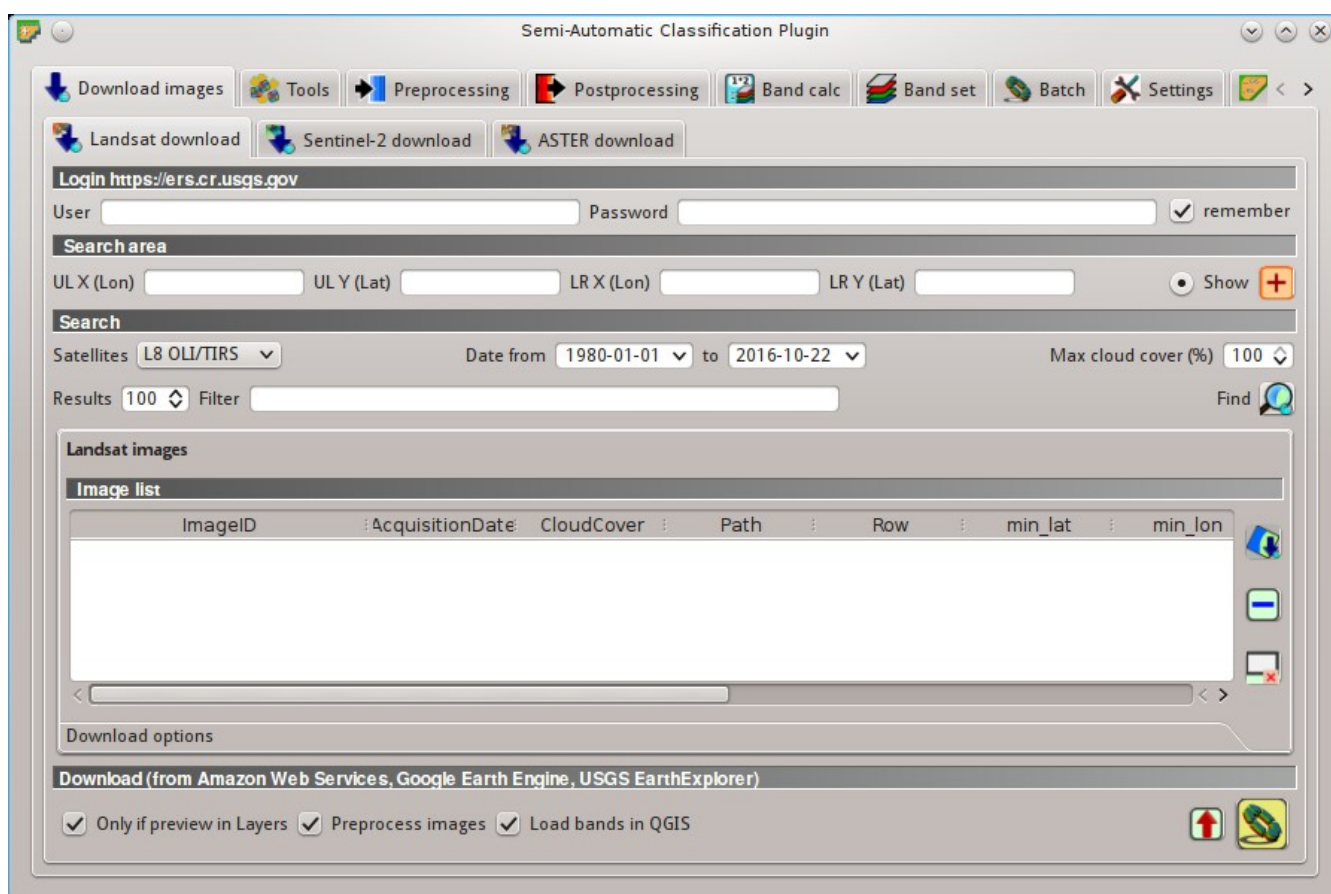 Semi-Automatic Classification Plugin
Download images Tools Preprocessing Postprocessing Band calc Band set Batch Settings
Landsat download Sentinel-2 download ASTER download
Login https://ers.cr.usgs.gov
User Password remember
Search area
UL X (Lon) UL Y (Lat) LR X (Lon) LR Y (Lat) Show
Search
Satellites L8 OLI/TIRS Date from 1980-01-01 to 2016-10-22 Max cloud cover (%) 100
Results 100 Filter Find
Landsat images
Image list
ImageID AcquisitionDate CloudCover Path Row min_lat min_lon
Download options
Download (from Amazon Web Services, Google Earth Engine, USGS EarthExplorer)
Only if preview in Layers Preprocess images Load bands in QGIS